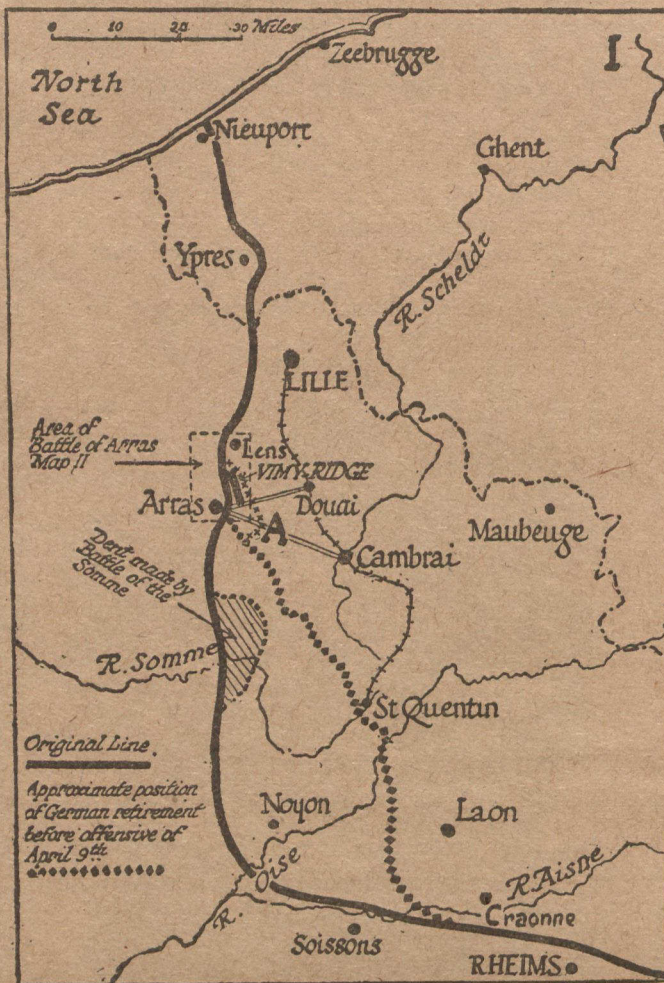 0 10 20 30 Miles
Zeebrugge
I
North
Sea
Nieuport
Ghent
Ypres
R. Scheldt
LILLE
Area of
Battle of Arras
Map II
Lens
VIMY RIDGE
Arras
Douai
A
Maubeuge
Cambrai
Dent made by
Battle of the
Somme
R. Somme
St Quentin
Original Line.
Approximate position
of German retirement
before offensive of
April 9th
Noyon
Laon
R. Oise
R. Aisne
Craonne
Soissons
RHEIMS